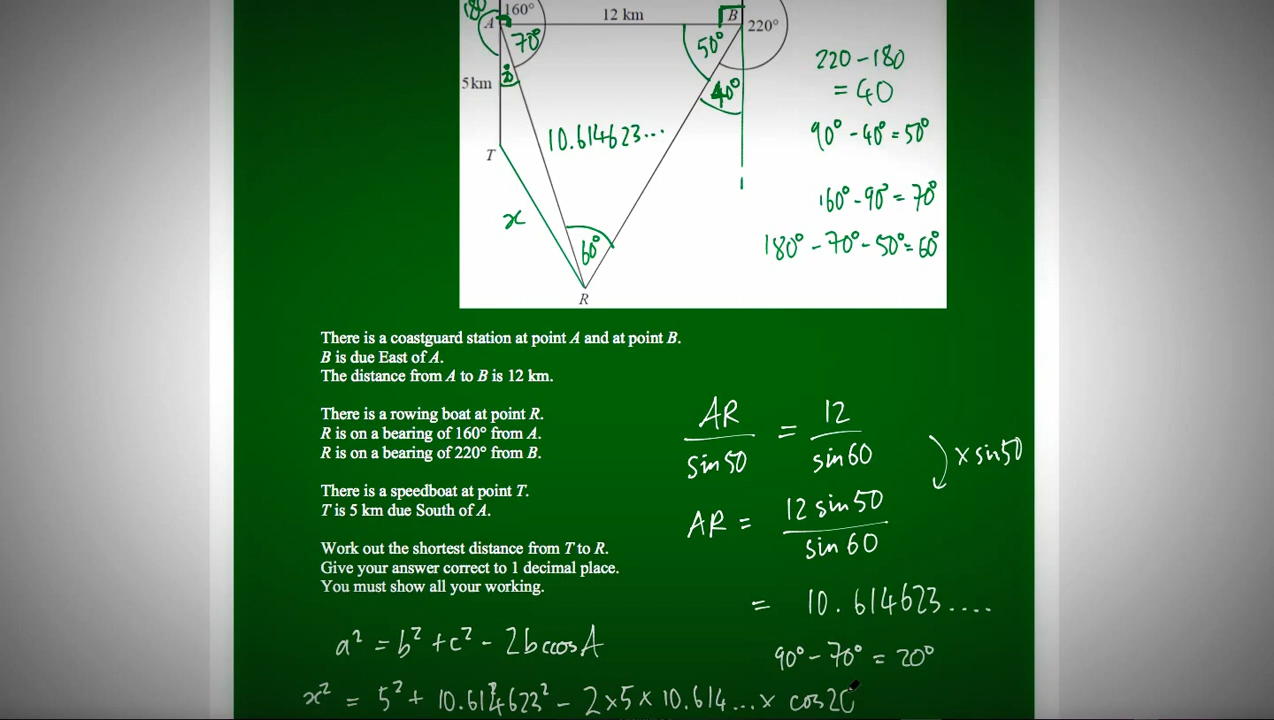 180
160°
12 km
A
B
220°
70°
50°
5km
40°
220 - 180
= 40
90° - 40° = 50°
10.614623...
T
160° - 90° = 70°
x
180° - 70° - 50° = 60°
60°
R
There is a coastguard station at point A and at point B.
B is due East of A.
The distance from A to B is 12 km.
There is a rowing boat at point R.
R is on a bearing of 160° from A.
R is on a bearing of 220° from B.
There is a speedboat at point T.
T is 5 km due South of A.
Work out the shortest distance from T to R.
Give your answer correct to 1 decimal place.
You must show all your working.
AR / sin 50 = 12 / sin 60
x sin 50
AR = 12 sin 50 / sin 60
= 10.614623....
90° - 70° = 20°
a² = b² + c² - 2bc cos A
x² = 5² + 10.614623² - 2 x 5 x 10.614... x cos 20